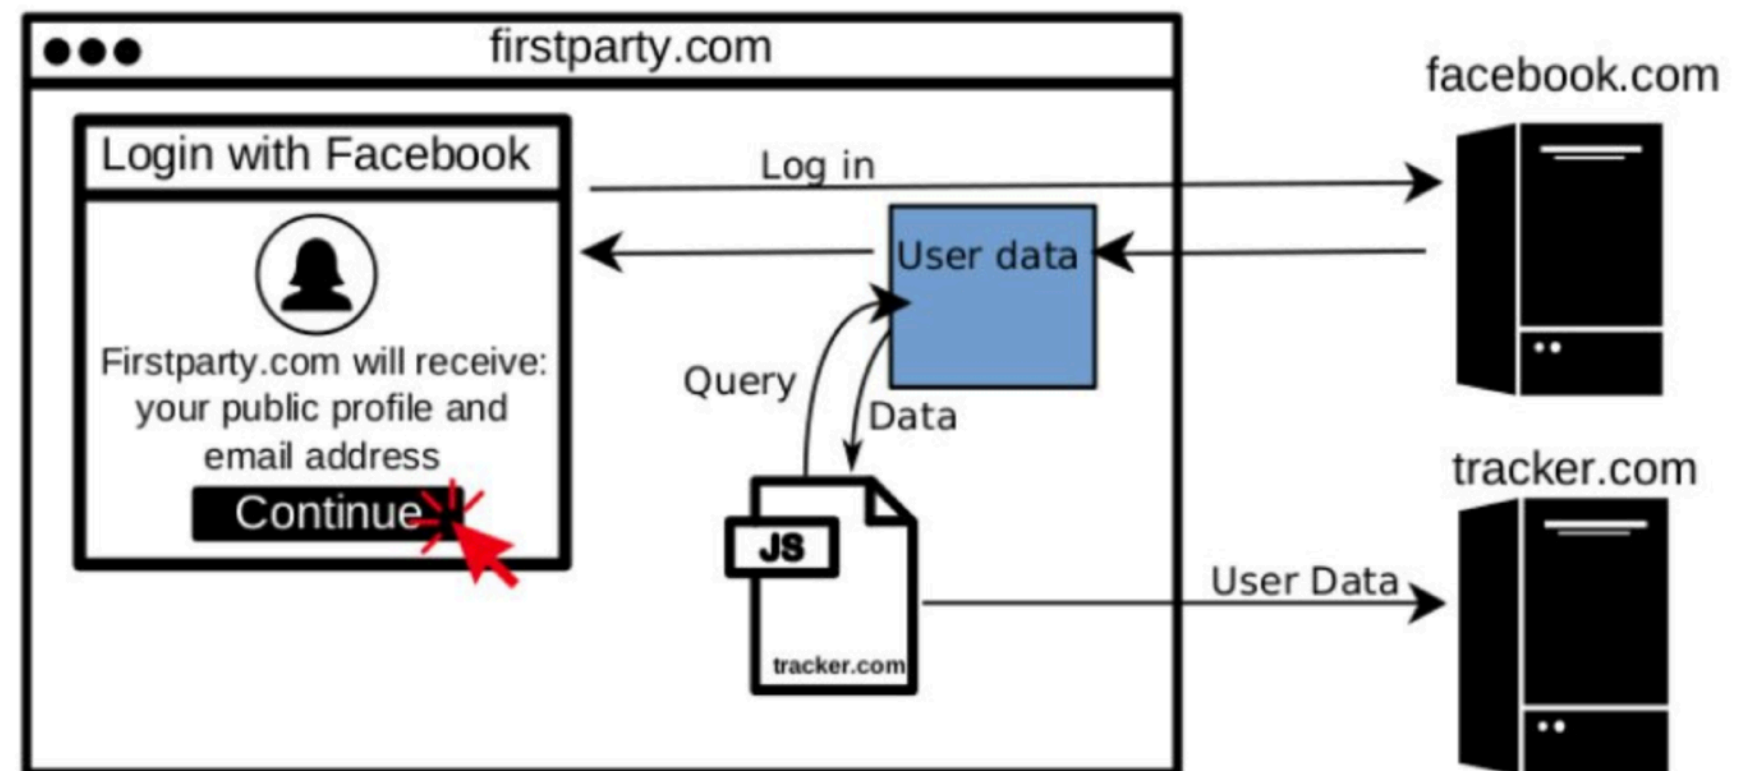 firstparty.com
facebook.com
Login with Facebook
Log in
User data
Firstparty.com will receive:
your public profile and
email address
Continue
Query
Data
tracker.com
JS
User Data
tracker.com